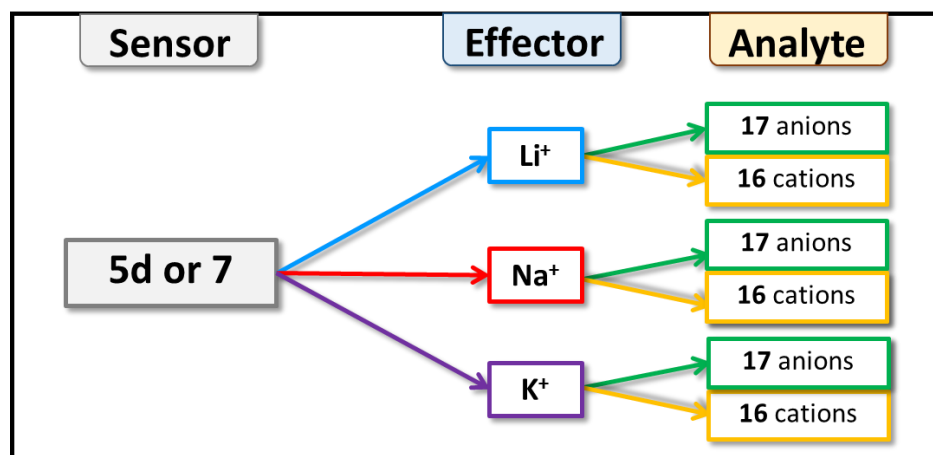 Sensor
Effector
Analyte
5d or 7
Li⁺
17 anions
16 cations
Na⁺
17 anions
16 cations
K⁺
17 anions
16 cations